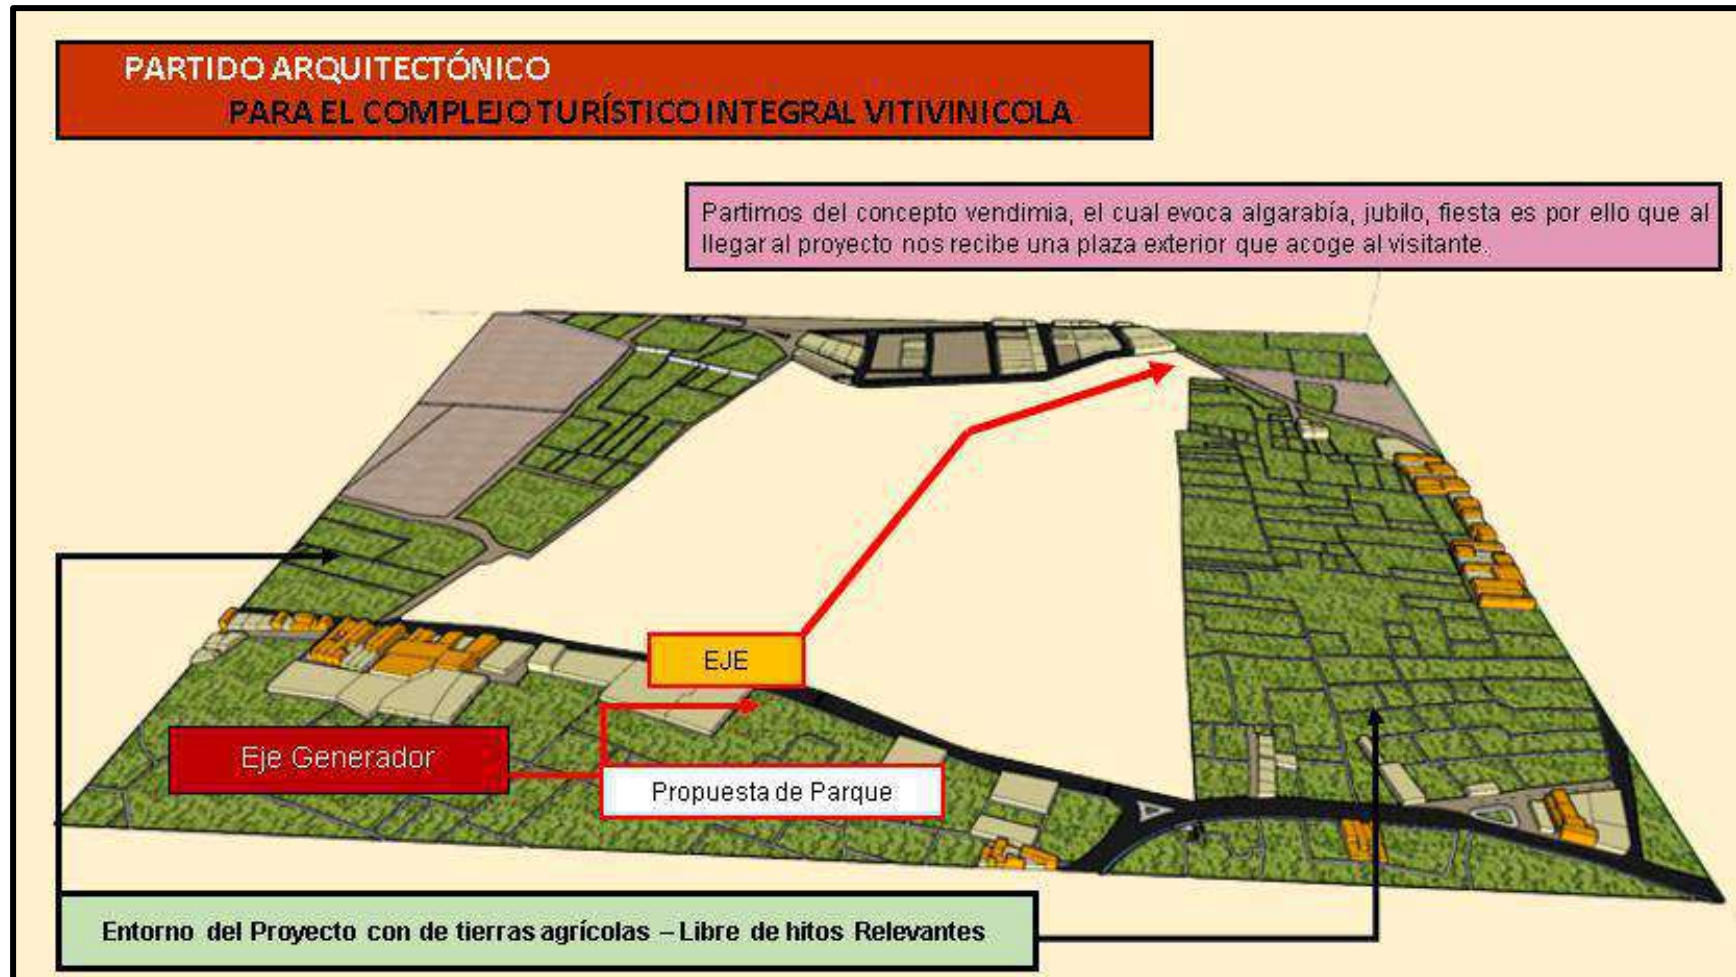 PARTIDO ARQUITECTÓNICO
PARA EL COMPLEJO TURÍSTICO INTEGRAL VITIVINICOLA
Partimos del concepto vendimia, el cual evoca algarabía, jubilo, fiesta es por ello que al
llegar al proyecto nos recibe una plaza exterior que acoge al visitante.
EJE
Eje Generador
Propuesta de Parque
Entorno del Proyecto con de tierras agrícolas – Libre de hitos Relevantes